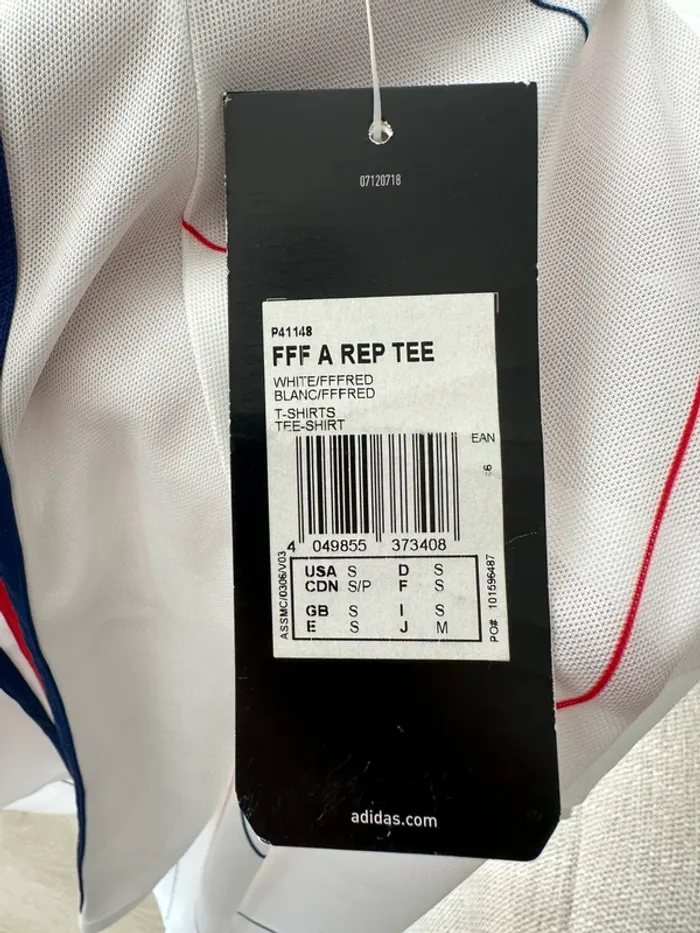 07120718
P41148
FFF A REP TEE
WHITE/FFFRED
BLANC/FFFRED
T-SHIRTS
TEE-SHIRT
EAN
6
4 049855 373408
ASSMC/0306/V03
USA S D S
CDN S/P F S
GB S I S
E S J M
PO# 101596487
adidas.com